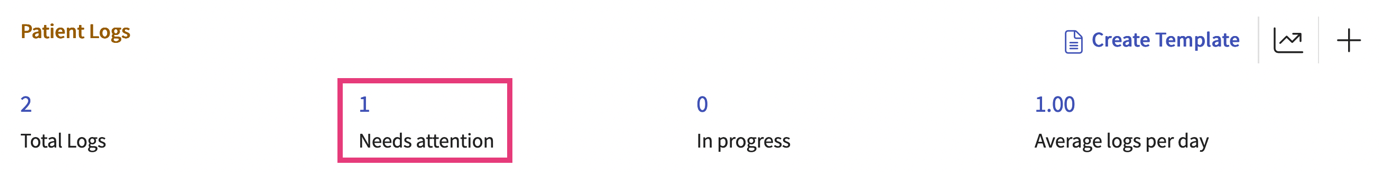 Patient Logs
Create Template
2
Total Logs
1
Needs attention
0
In progress
1.00
Average logs per day